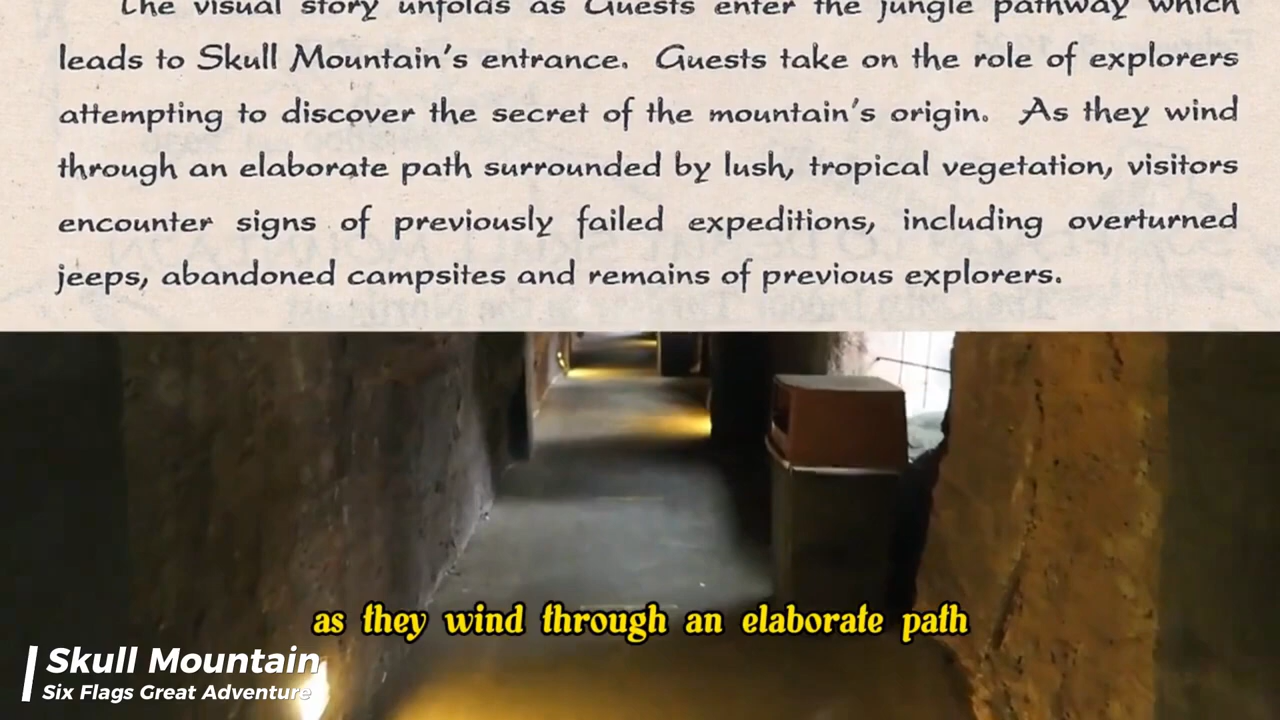 The visual story unfolds as Guests enter the jungle pathway which
leads to Skull Mountain's entrance. Guests take on the role of explorers
attempting to discover the secret of the mountain's origin. As they wind
through an elaborate path surrounded by lush, tropical vegetation, visitors
encounter signs of previously failed expeditions, including overturned
jeeps, abandoned campsites and remains of previous explorers.
as they wind through an elaborate path
Skull Mountain
Six Flags Great Adventure